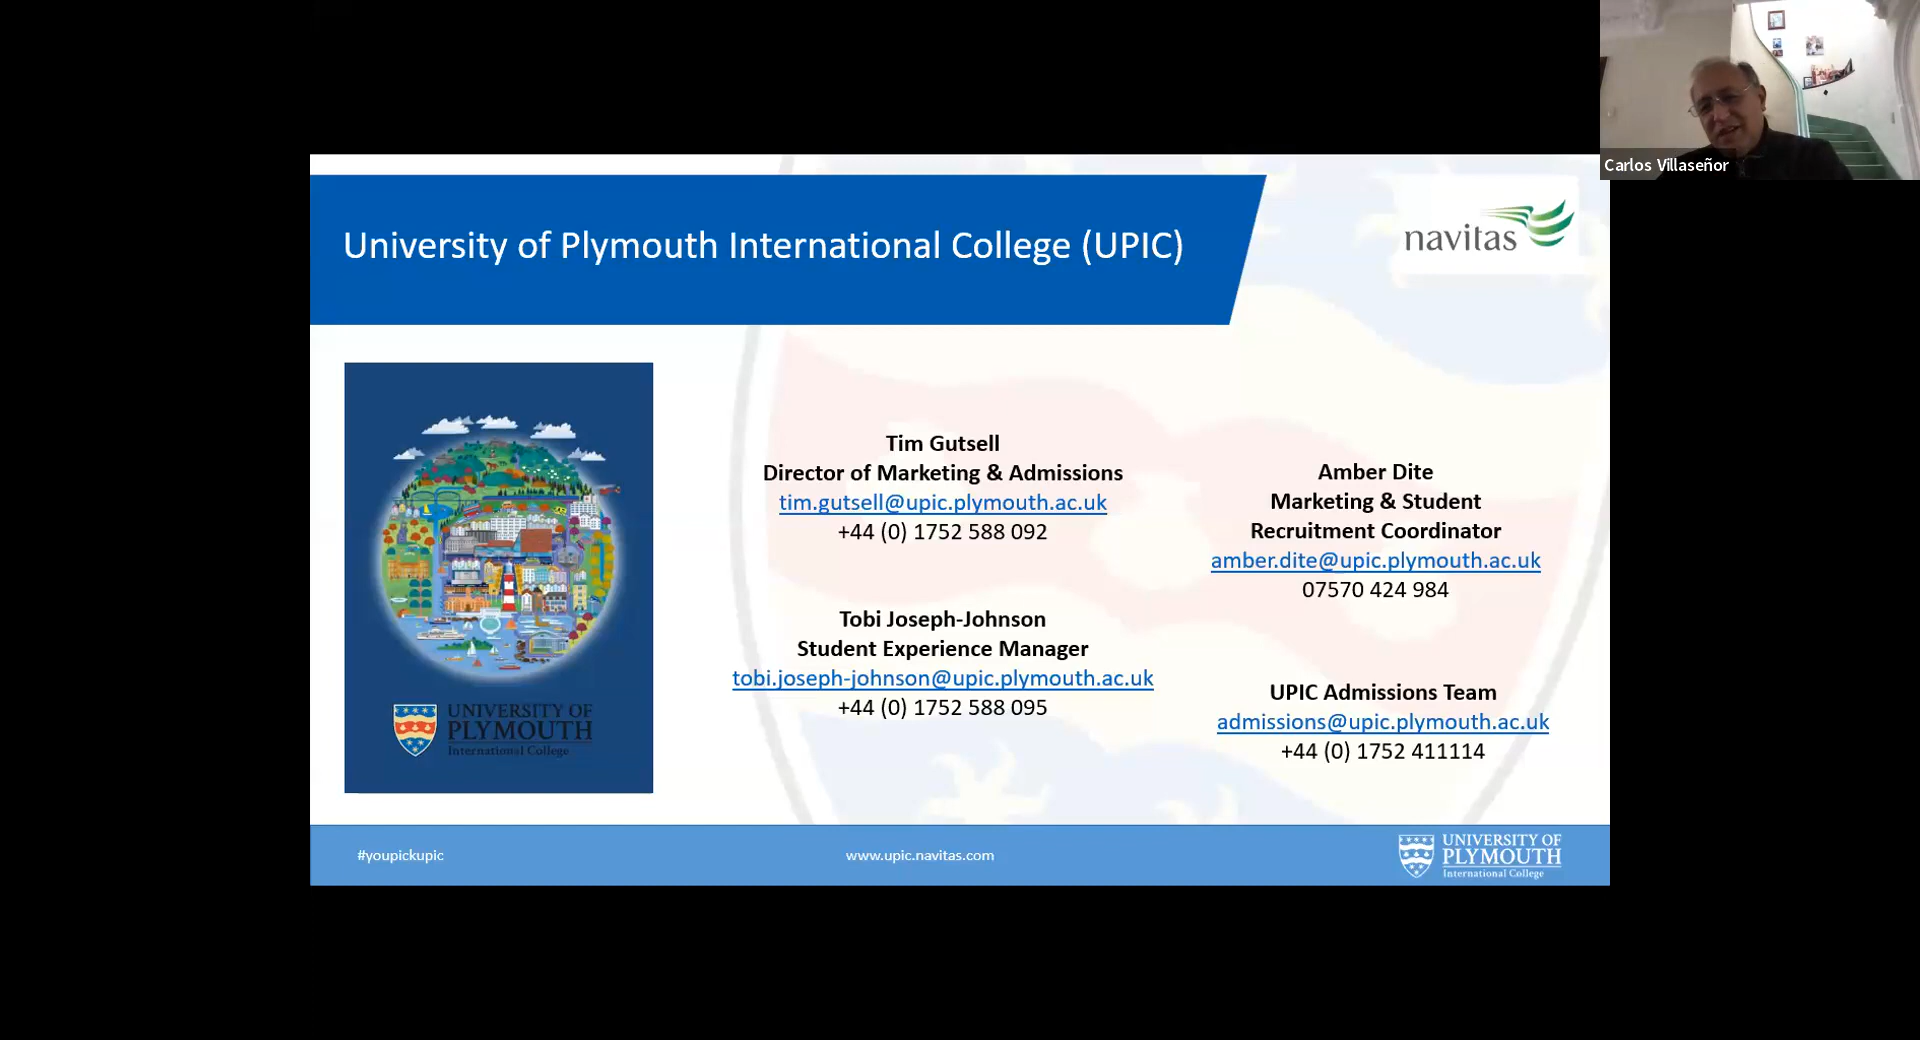 Carlos Villaseñor
University of Plymouth International College (UPIC)
navitas
Tim Gutsell
Director of Marketing & Admissions
tim.gutsell@upic.plymouth.ac.uk
+44 (0) 1752 588 092
Tobi Joseph-Johnson
Student Experience Manager
tobi.joseph-johnson@upic.plymouth.ac.uk
+44 (0) 1752 588 095
Amber Dite
Marketing & Student
Recruitment Coordinator
amber.dite@upic.plymouth.ac.uk
07570 424 984
UPIC Admissions Team
admissions@upic.plymouth.ac.uk
+44 (0) 1752 411114
UNIVERSITY OF
PLYMOUTH
International College
#youpickupic
www.upic.navitas.com
UNIVERSITY OF
PLYMOUTH
International College